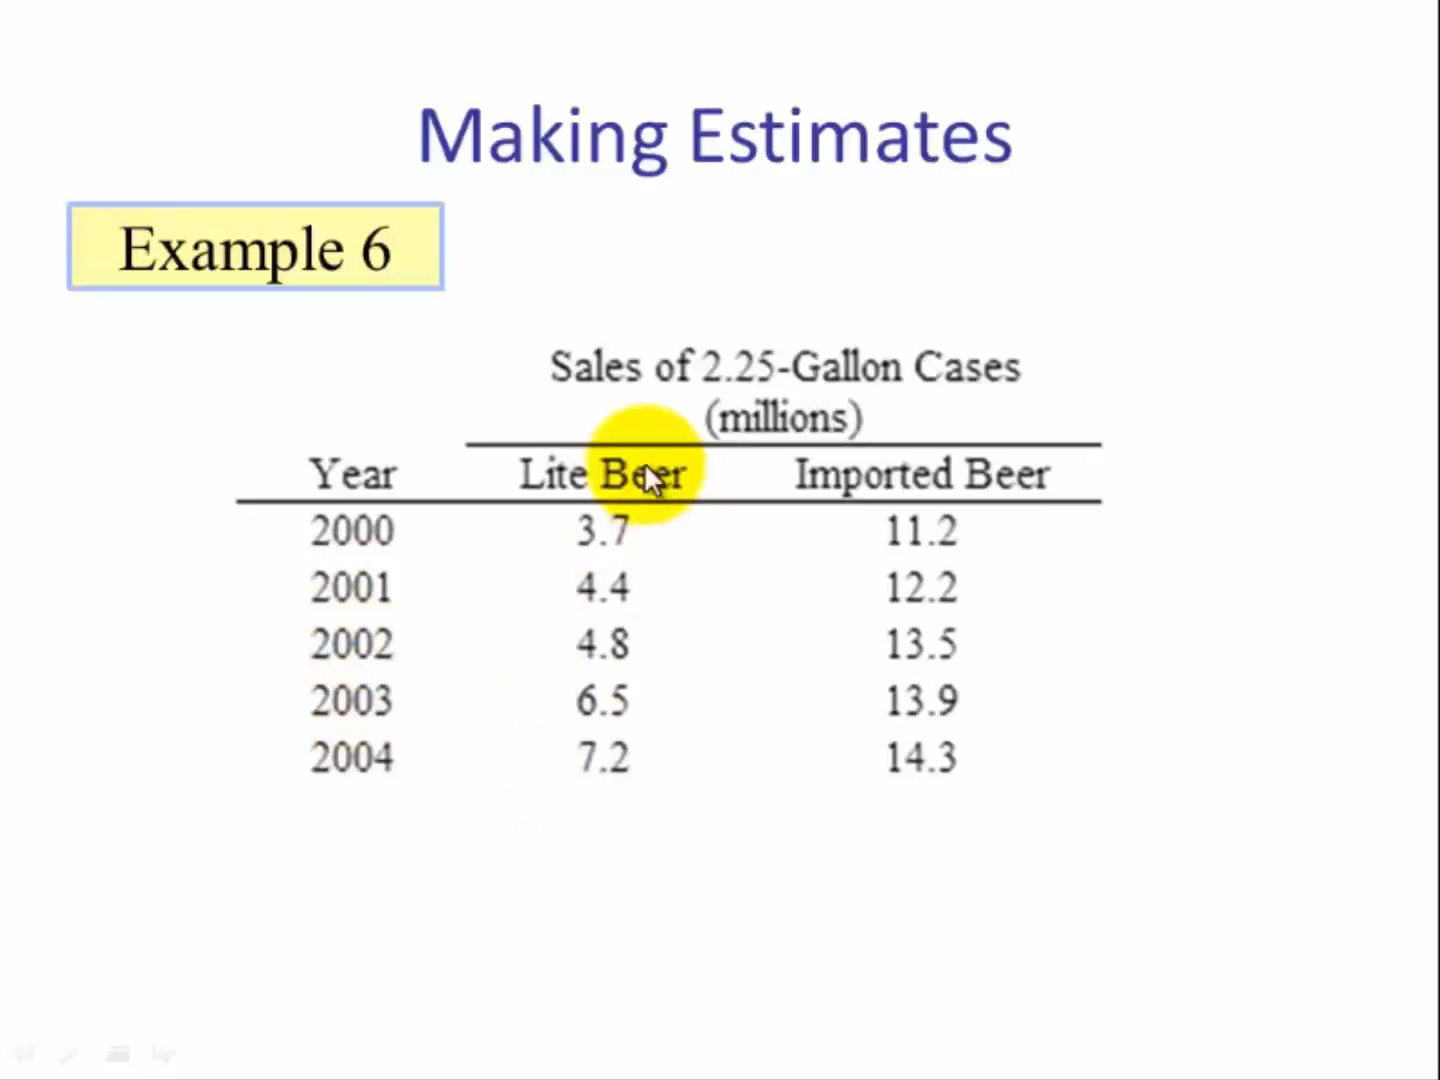 Making Estimates
Example 6
Sales of 2.25-Gallon Cases
(millions)
Year Lite Beer Imported Beer
2000 3.7 11.2
2001 4.4 12.2
2002 4.8 13.5
2003 6.5 13.9
2004 7.2 14.3